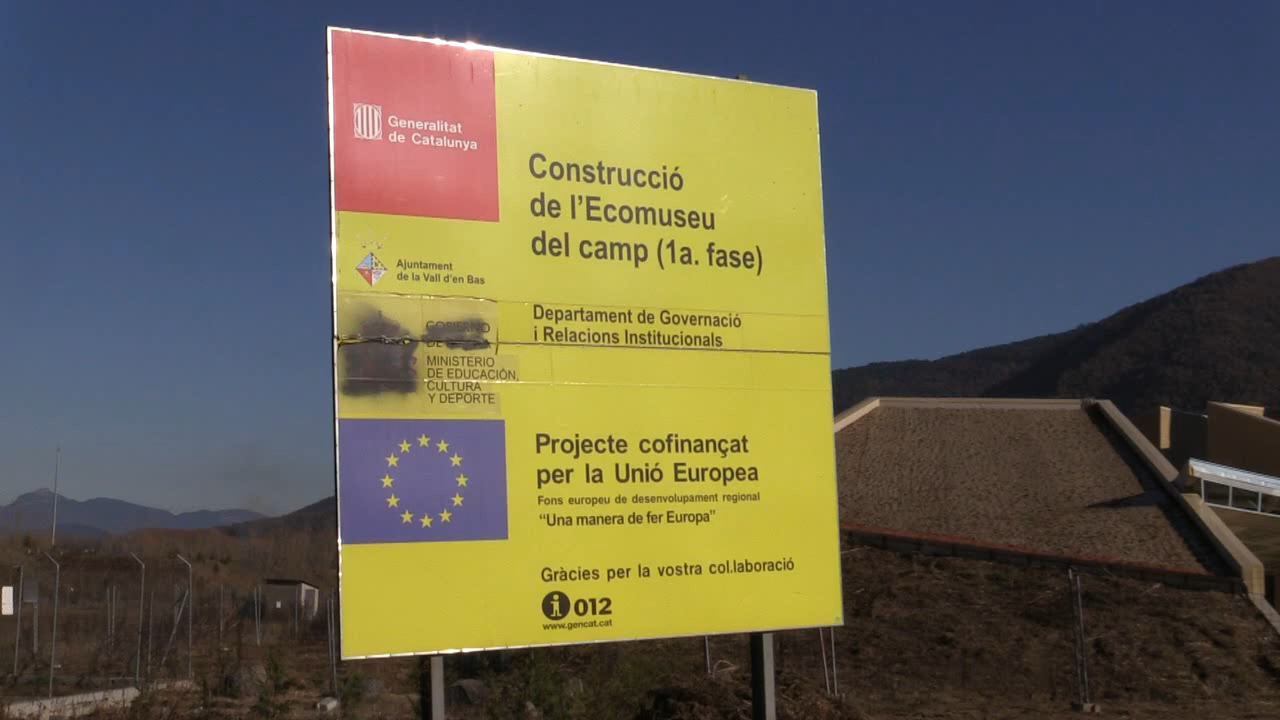 Generalitat
de Catalunya
Construcció
de l'Ecomuseu
del camp (1a. fase)
Ajuntament
de la Vall d'en Bas
Departament de Governació
i Relacions Institucionals
GOBIERNO
DE
MINISTERIO
DE EDUCACIÓN,
CULTURA
Y DEPORTE
Projecte cofinançat
per la Unió Europea
Fons europeu de desenvolupament regional
"Una manera de fer Europa"
Gràcies per la vostra col.laboració
i 012
www.gencat.cat